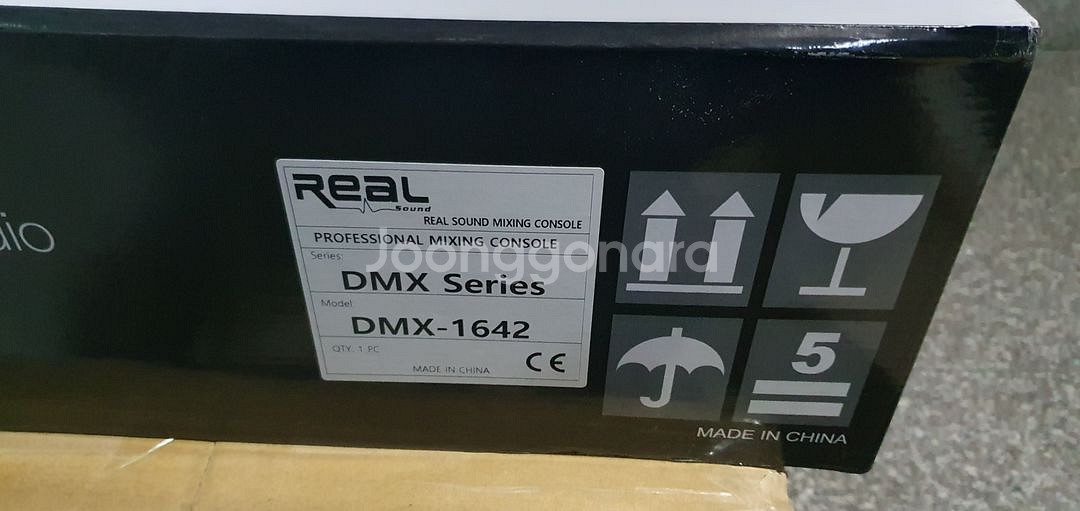 REAL
Sound
REAL SOUND MIXING CONSOLE
PROFESSIONAL MIXING CONSOLE
Series:
DMX Series
Model:
DMX-1642
QTY: 1 PC
CE
MADE IN CHINA
5
MADE IN CHINA
dio
Joonggonara